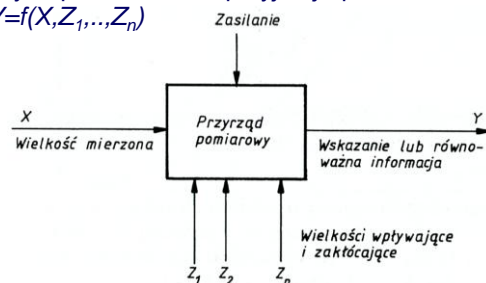 Y=f(X,Z1,..,Zn)
Zasilanie
X
Wielkość mierzona
Przyrząd
pomiarowy
Y
Wskazanie lub równo-
ważna informacja
Wielkości wpływające
i zakłócające
Z1 Z2 Zn